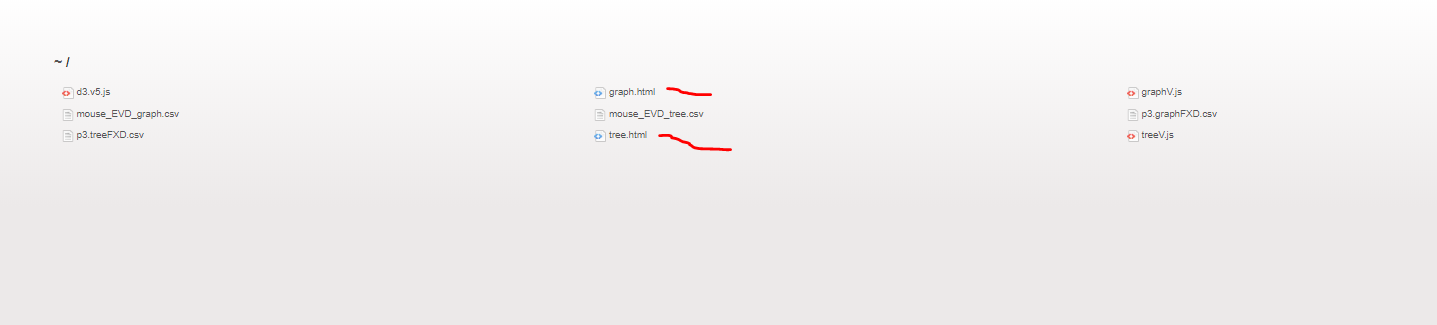 ~ /
d3.v5.js graph.html graphV.js
mouse_EVD_graph.csv mouse_EVD_tree.csv p3.graphFXD.csv
p3.treeFXD.csv tree.html treeV.js